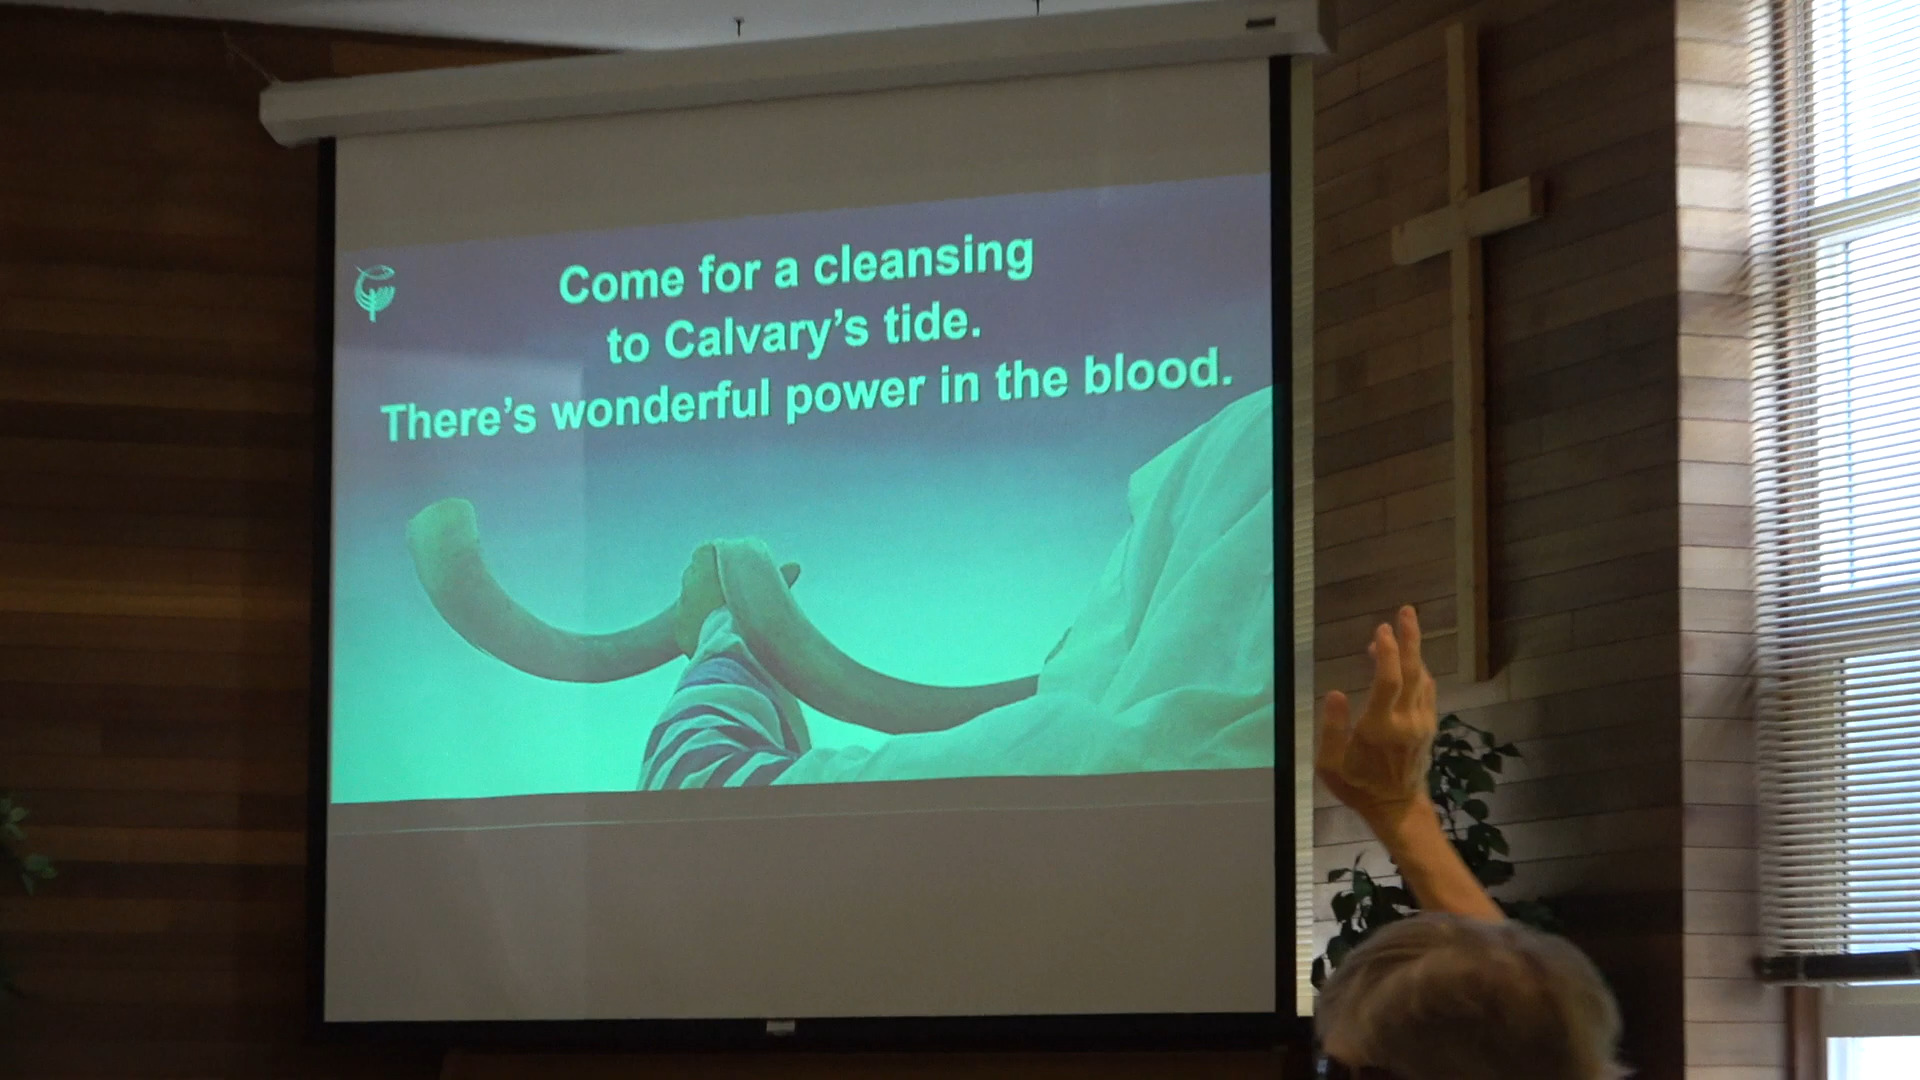 Come for a cleansing
to Calvary’s tide.
There’s wonderful power in the blood.